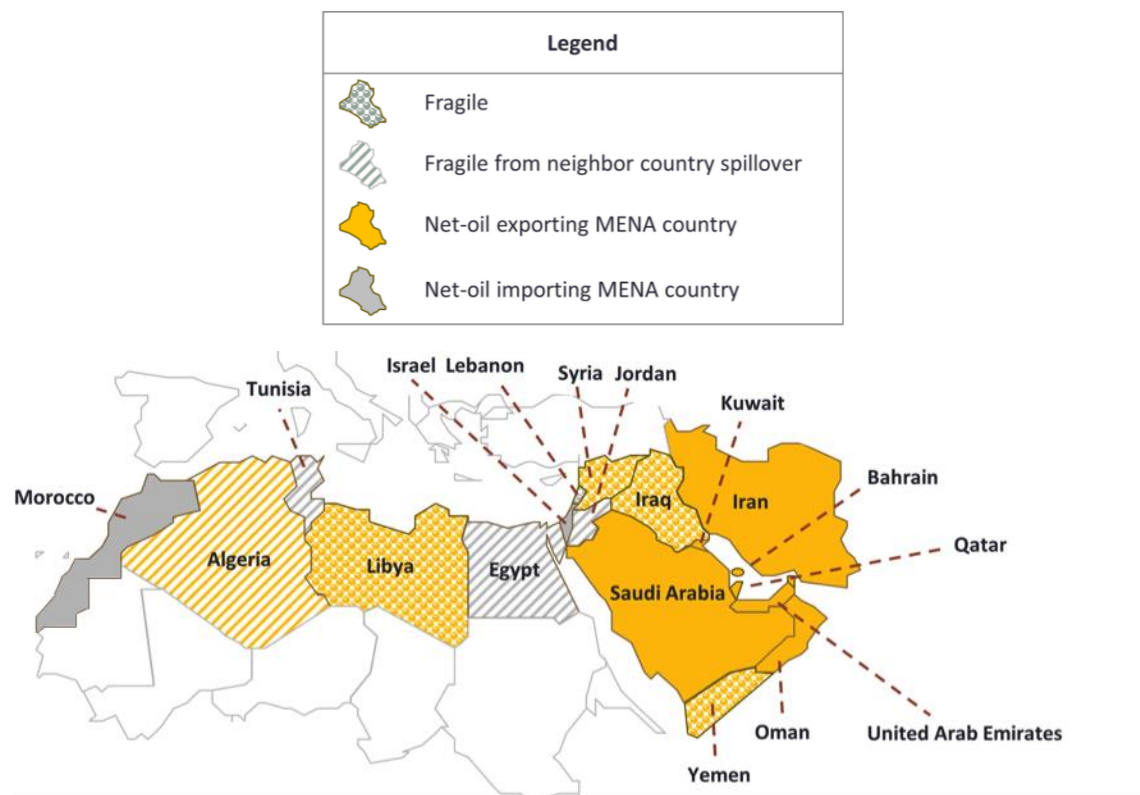 Legend
Fragile
Fragile from neighbor country spillover
Net-oil exporting MENA country
Net-oil importing MENA country
Israel Lebanon
Syria Jordan
Tunisia
Kuwait
Bahrain
Morocco
Iraq
Iran
Qatar
Algeria
Libya
Egypt
Saudi Arabia
Oman
United Arab Emirates
Yemen